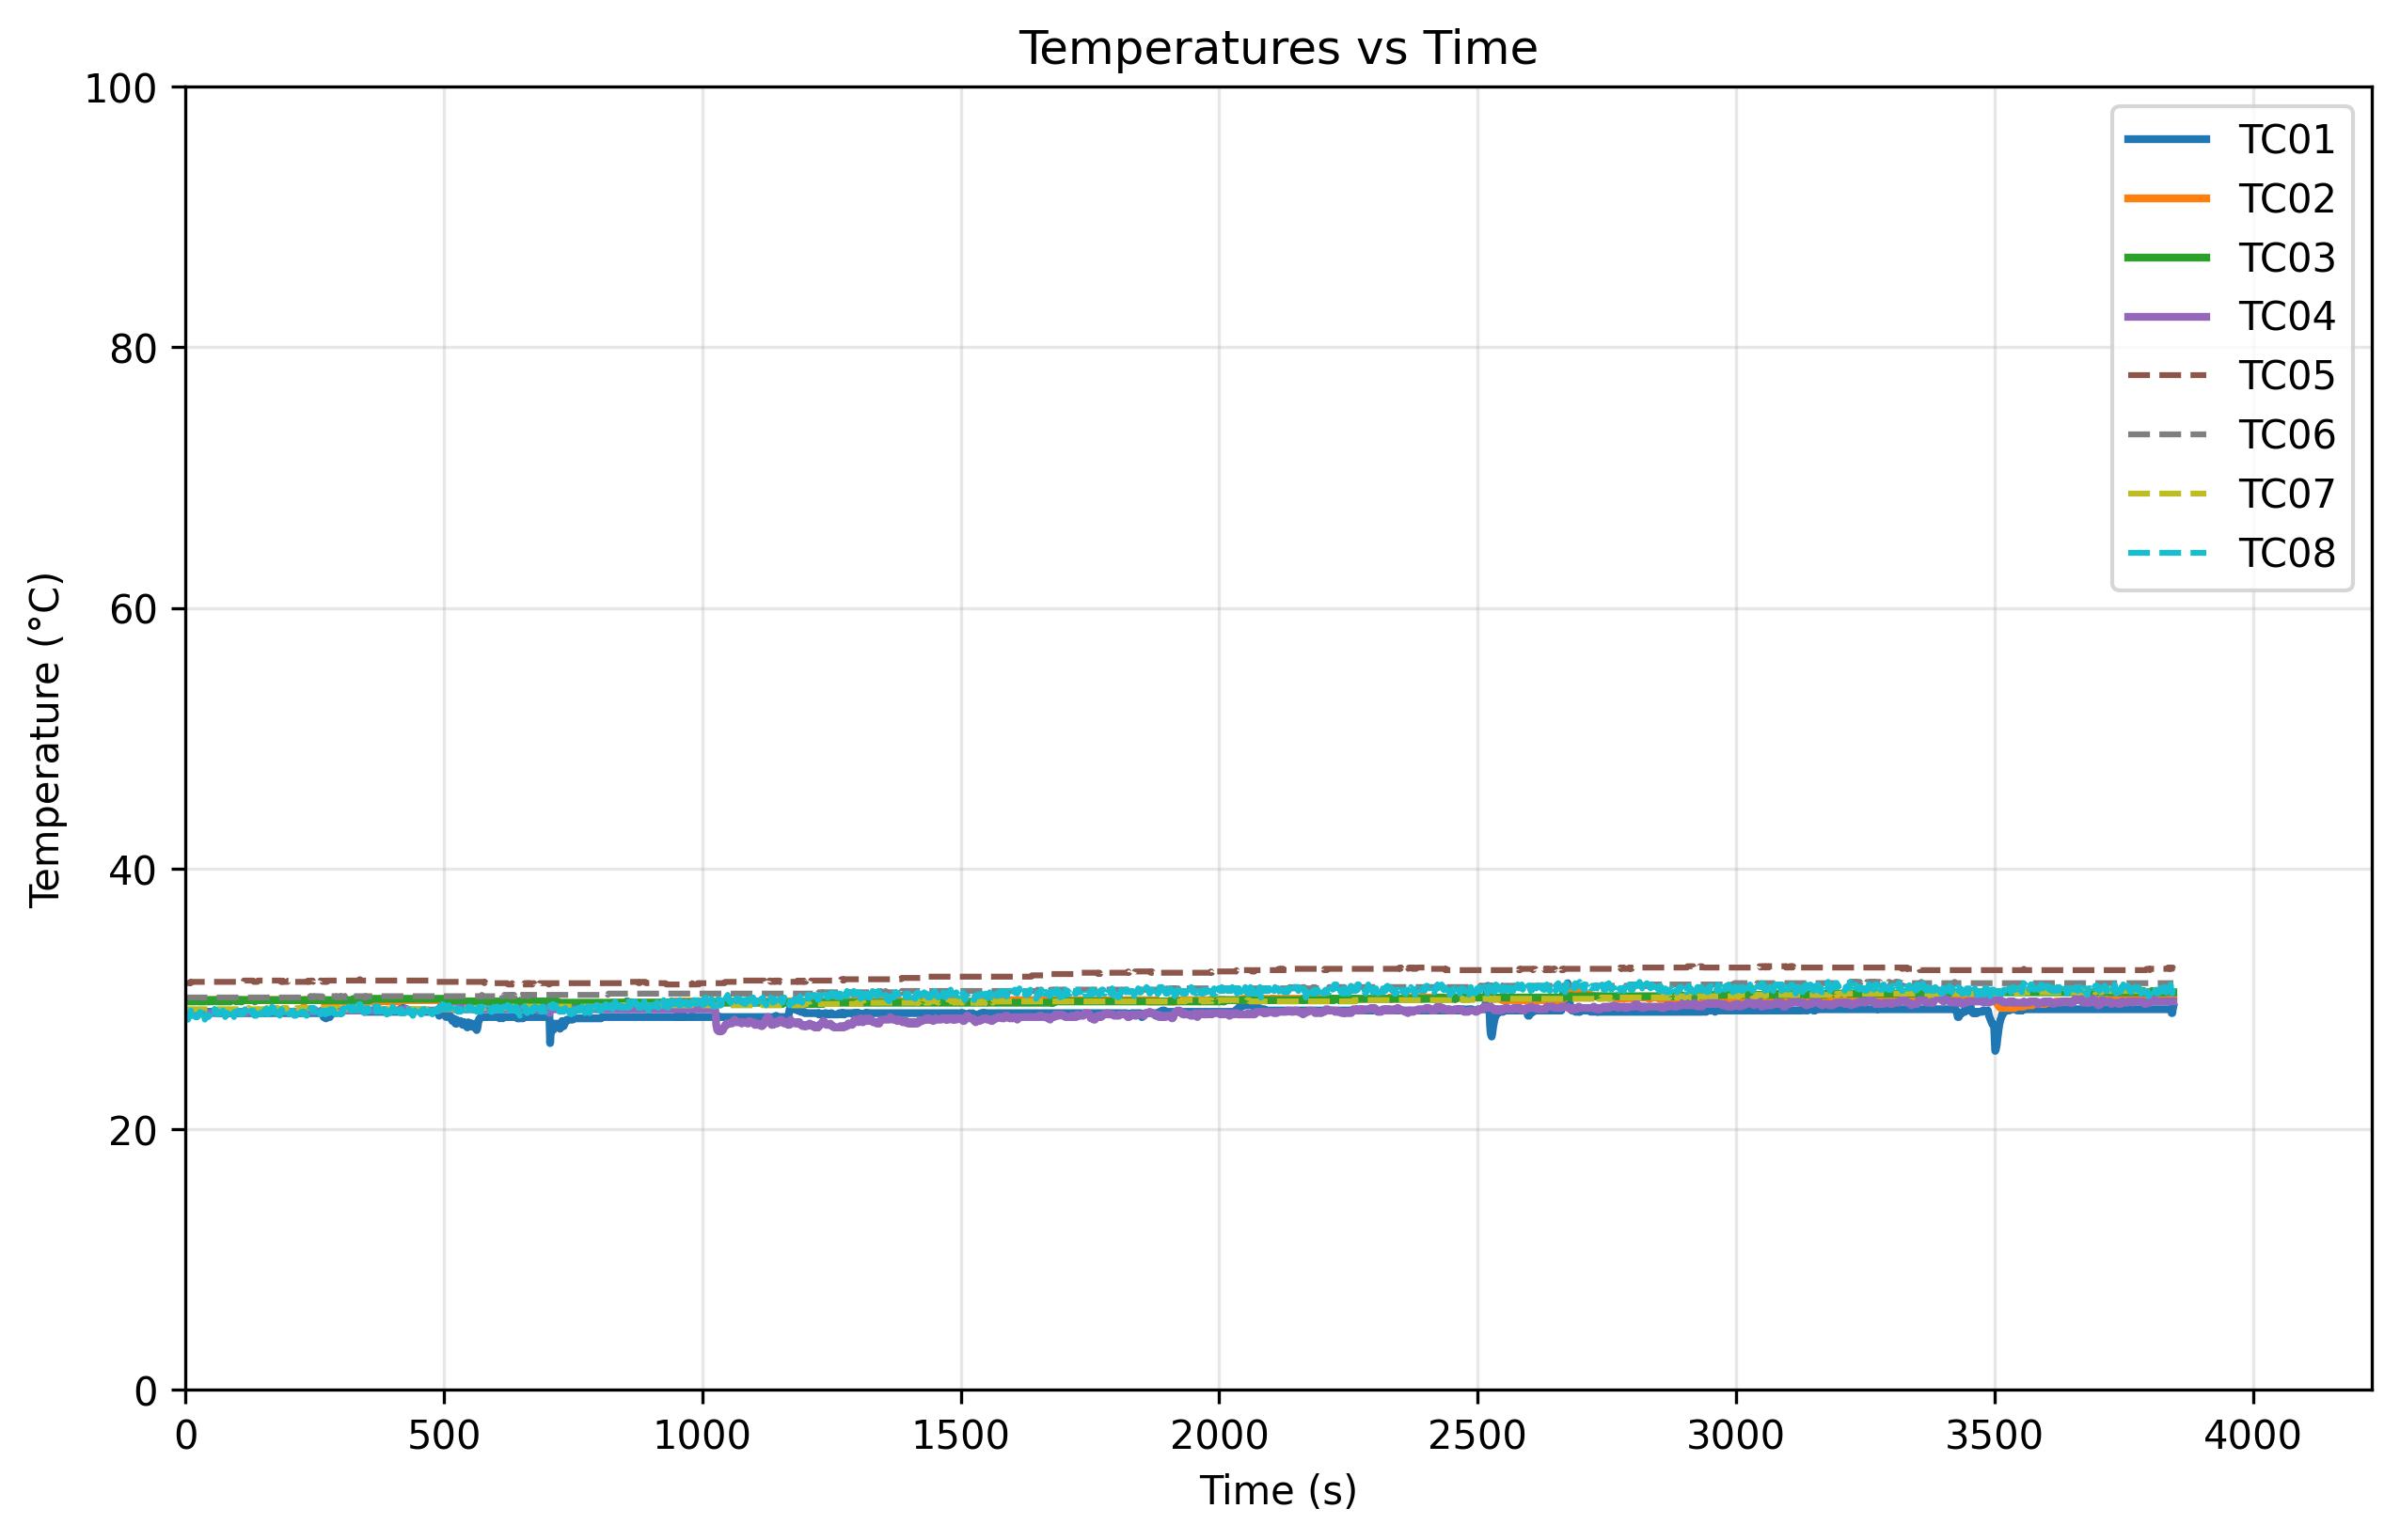 Temperatures vs Time
100
80
60
40
20
0
Temperature (°C)
0 500 1000 1500 2000 2500 3000 3500 4000
Time (s)
TC01
TC02
TC03
TC04
TC05
TC06
TC07
TC08